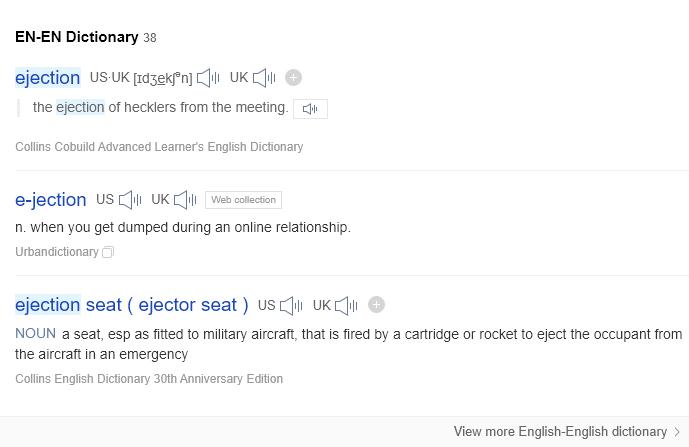 EN-EN Dictionary 38
ejection US·UK [ɪdʒekʃᵊn] UK
the ejection of hecklers from the meeting.
Collins Cobuild Advanced Learner's English Dictionary
e-jection US UK Web collection
n. when you get dumped during an online relationship.
Urbandictionary
ejection seat ( ejector seat ) US UK
NOUN a seat, esp as fitted to military aircraft, that is fired by a cartridge or rocket to eject the occupant from
the aircraft in an emergency
Collins English Dictionary 30th Anniversary Edition
View more English-English dictionary